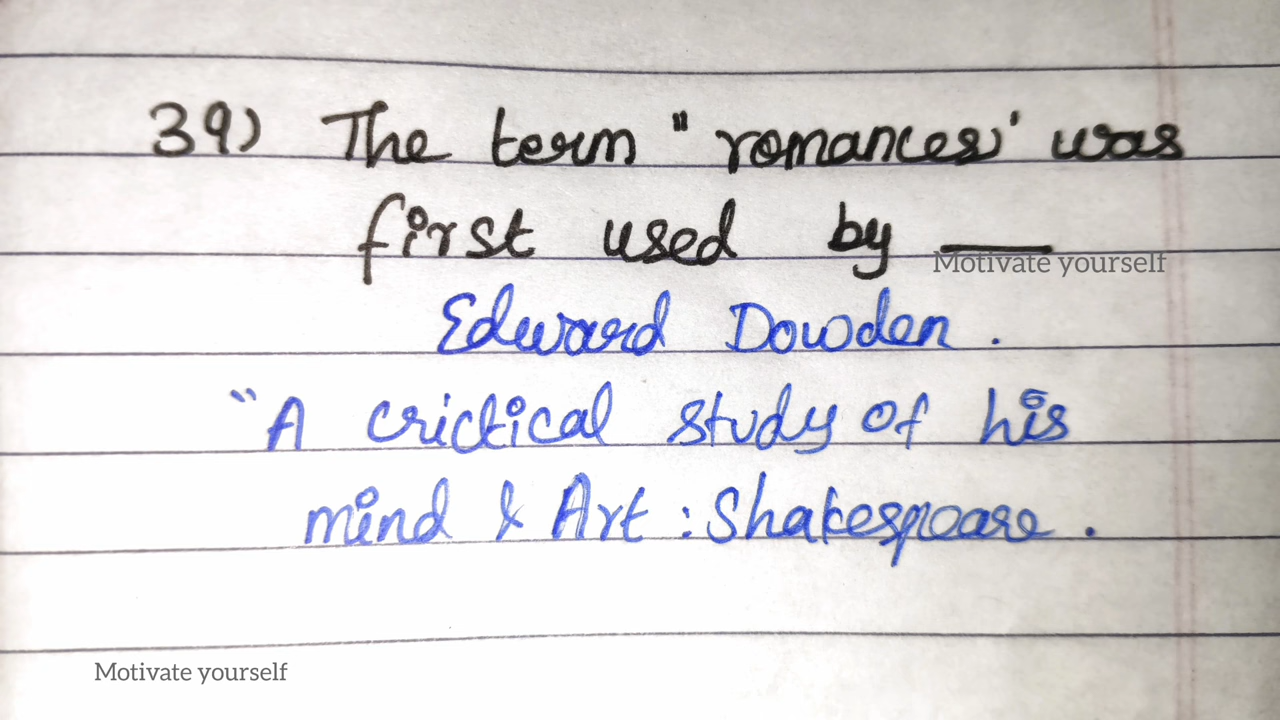 39) The term " romances' was
first used by ___
Motivate yourself
Edward Dowden .
"A crictical study of his
mind & Art : Shakespeare .
Motivate yourself